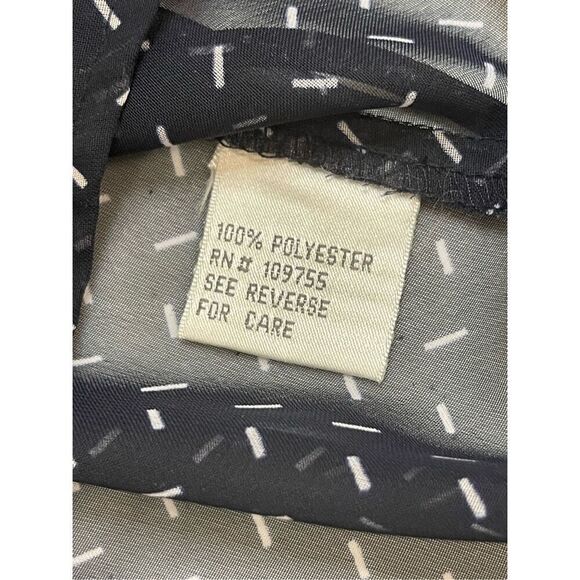 100% POLYESTER
RN# 109755
SEE REVERSE
FOR CARE